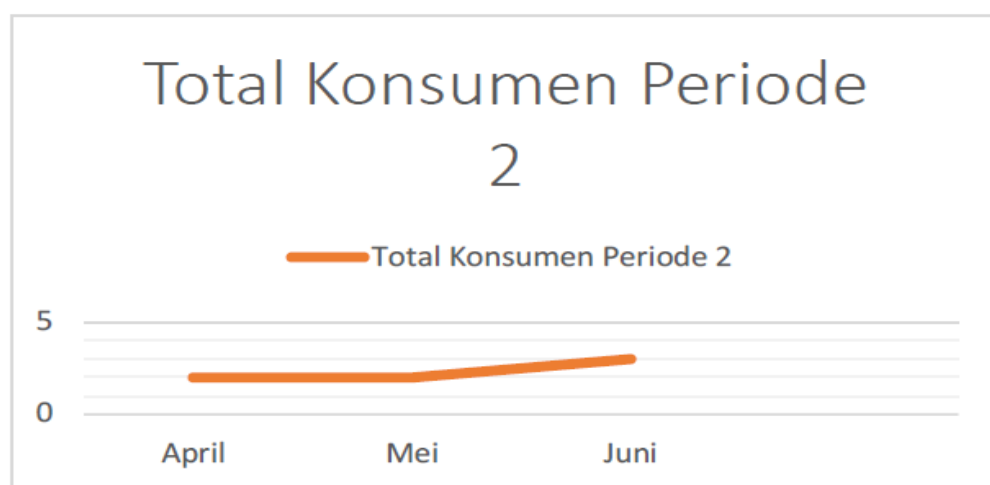 Total Konsumen Periode
2
Total Konsumen Periode 2
5
0
April Mei Juni